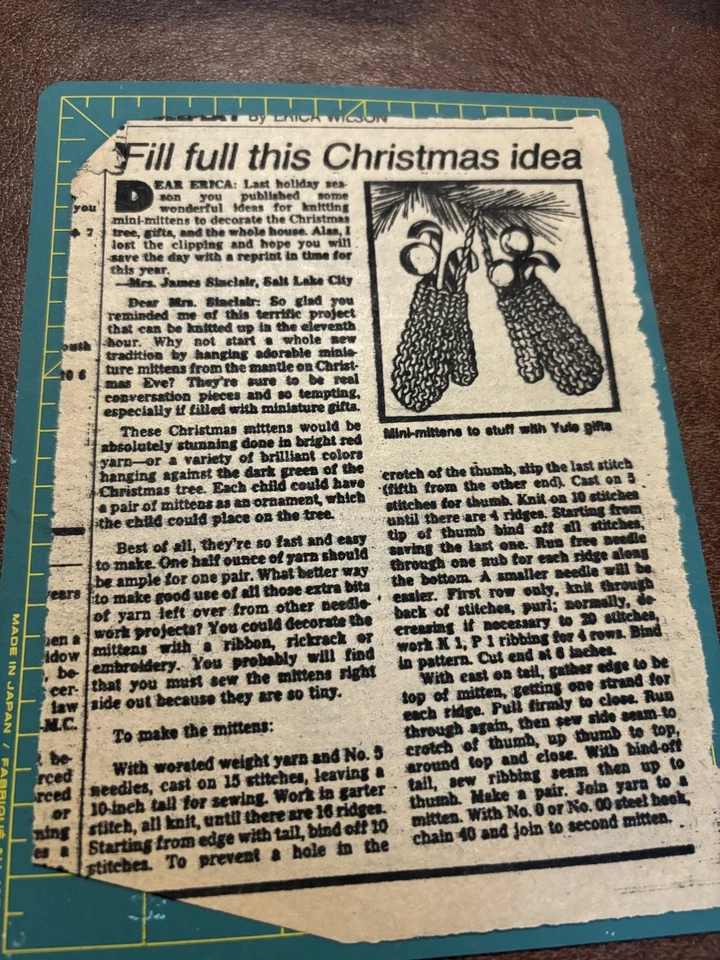 By ERICA WILSON
Fill full this Christmas idea
DEAR ERICA: Last holiday sea-
son you published some
wonderful ideas for knitting
mini-mittens to decorate the Christmas
tree, gifts, and the whole house. Alas, I
lost the clipping and hope you will
save the day with a reprint in time for
this year.
—Mrs. James Sinclair, Salt Lake City
Dear Mrs. Sinclair: So glad you
reminded me of this terrific project
that can be knitted up in the eleventh
hour. Why not start a whole new
tradition by hanging adorable minia-
ture mittens from the mantle on Christ-
mas Eve? They're sure to be real
conversation pieces and so tempting,
especially if filled with miniature gifts.
These Christmas mittens would be
absolutely stunning done in bright red
yarn—or a variety of brilliant colors
hanging against the dark green of the
Christmas tree. Each child could have
a pair of mittens as an ornament, which
the child could place on the tree.
Best of all, they're so fast and easy
to make. One half ounce of yarn should
be ample for one pair. What better way
to make good use of all those extra bits
of yarn left over from other needle-
work projects? You could decorate the
mittens with a ribbon, rickrack or
embroidery. You probably will find
that you must sew the mittens right
side out because they are so tiny.
To make the mittens:
With worsted weight yarn and No. 5
needles, cast on 15 stitches, leaving a
10-inch tail for sewing. Work in garter
stitch, all knit, until there are 16 ridges.
Starting from edge with tail, bind off 10
stitches. To prevent a hole in the
Mini-mittens to stuff with Yule gifts
crotch of the thumb, slip the last stitch
(fifth from the other end). Cast on 5
stitches for thumb. Knit on 10 stitches
until there are 4 ridges. Starting from
tip of thumb bind off all stitches,
saving the last one. Run free needle
through one nub for each ridge along
the bottom. A smaller needle will be
easier. First row only, knit through
back of stitches, purl; normally, de-
creasing if necessary to 20 stitches,
work K 1, P 1 ribbing for 4 rows. Bind
in pattern. Cut end at 6 inches.
With cast on tail, gather edge to be
top of mitten, getting one strand for
each ridge. Pull firmly to close. Run
through again, then sew side seam to
crotch of thumb, up thumb to top,
around top and close. With bind-off
tail, sew ribbing seam then up to
thumb. Make a pair. Join yarn to a
mitten. With No. 0 or No. 00 steel hook,
chain 40 and join to second mitten.
you
7
10 6
ears
en a
idow
, be-
cer-
law
M.C.
be-
rced
rced
or
ning
es a
MADE IN JAPAN / FABRIQUÉ AU